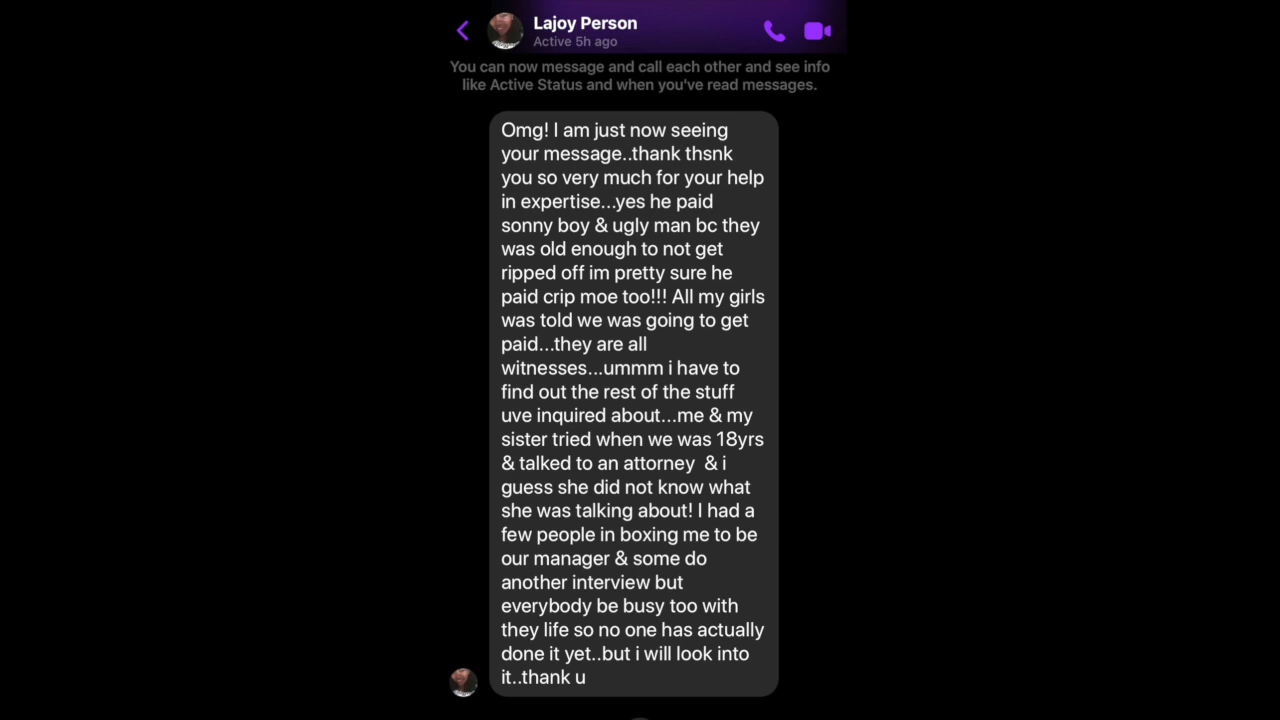 Lajoy Person
Active 5h ago
You can now message and call each other and see info
like Active Status and when you've read messages.
Omg! I am just now seeing
your message..thank thsnk
you so very much for your help
in expertise...yes he paid
sonny boy & ugly man bc they
was old enough to not get
ripped off im pretty sure he
paid crip moe too!!! All my girls
was told we was going to get
paid...they are all
witnesses...ummm i have to
find out the rest of the stuff
uve inquired about...me & my
sister tried when we was 18yrs
& talked to an attorney  & i
guess she did not know what
she was talking about! I had a
few people in boxing me to be
our manager & some do
another interview but
everybody be busy too with
they life so no one has actually
done it yet..but i will look into
it..thank u